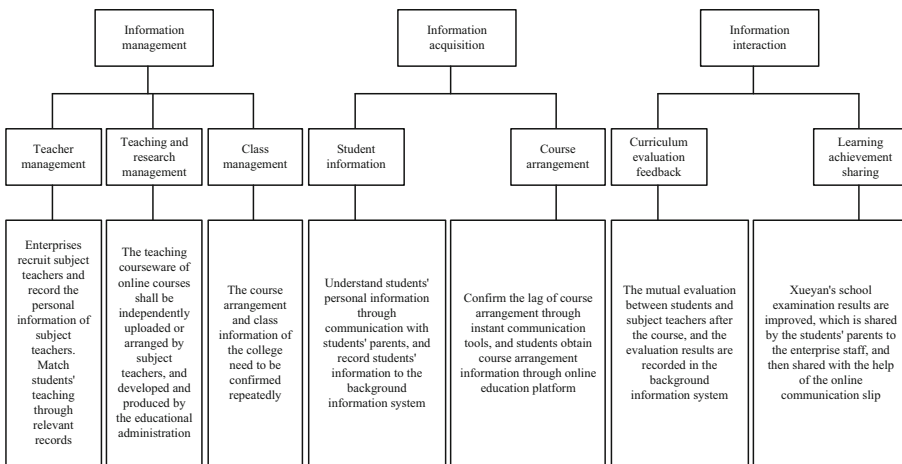 Information
management
Information
acquisition
Information
interaction
Teacher
management
Teaching and
research
management
Class
management
Student
information
Course
arrangement
Curriculum
evaluation
feedback
Learning
achievement
sharing
Enterprises
recruit subject
teachers and
record the
personal
information of
subject
teachers.
Match
students'
teaching
through
relevant
records
The teaching
courseware of
online courses
shall be
independently
uploaded or
arranged by
subject
teachers, and
developed and
produced by
the educational
administration
The course
arrangement
and class
information of
the college
need to be
confirmed
repeatedly
Understand students'
personal information
through
communication with
students' parents, and
record students'
information to the
background
information system
Confirm the lag of course
arrangement through
instant communication
tools, and students obtain
course arrangement
information through online
education platform
The mutual evaluation
between students and
subject teachers after
the course, and the
evaluation results are
recorded in the
background
information system
Xueyan's school
examination results are
improved, which is shared
by the students' parents to
the enterprise staff, and
then shared with the help
of the online
communication slip